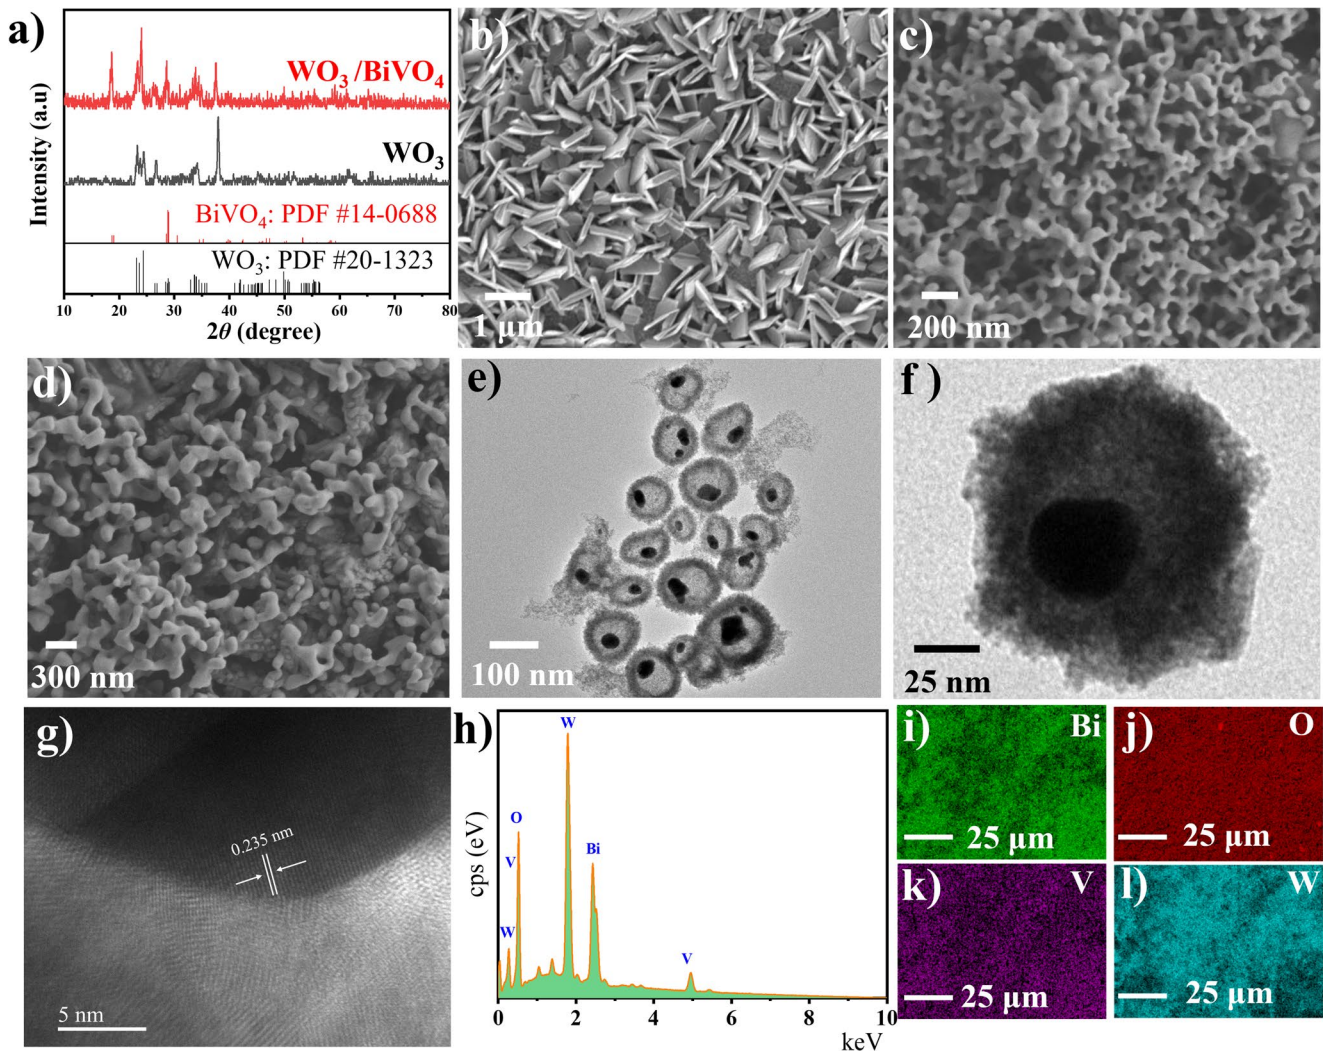 a)
WO₃/BiVO₄
WO₃
BiVO₄: PDF #14-0688
WO₃: PDF #20-1323
Intensity (a.u)
10 20 30 40 50 60 70 80
2θ (degree)
b)
1 μm
c)
200 nm
d)
300 nm
e)
100 nm
f )
25 nm
g)
0.235 nm
5 nm
h)
W
O
V
Bi
W
V
cps (eV)
0 2 4 6 8 10
keV
i) Bi
25 μm
j) O
25 μm
k) V
25 μm
l) W
25 μm